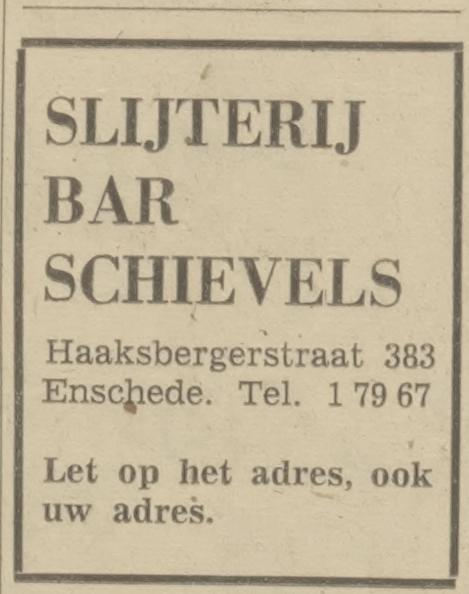 SLIJTERIJ
BAR
SCHIEVELS
Haaksbergerstraat 383
Enschede. Tel. 1 79 67
Let op het adres, ook
uw adres.